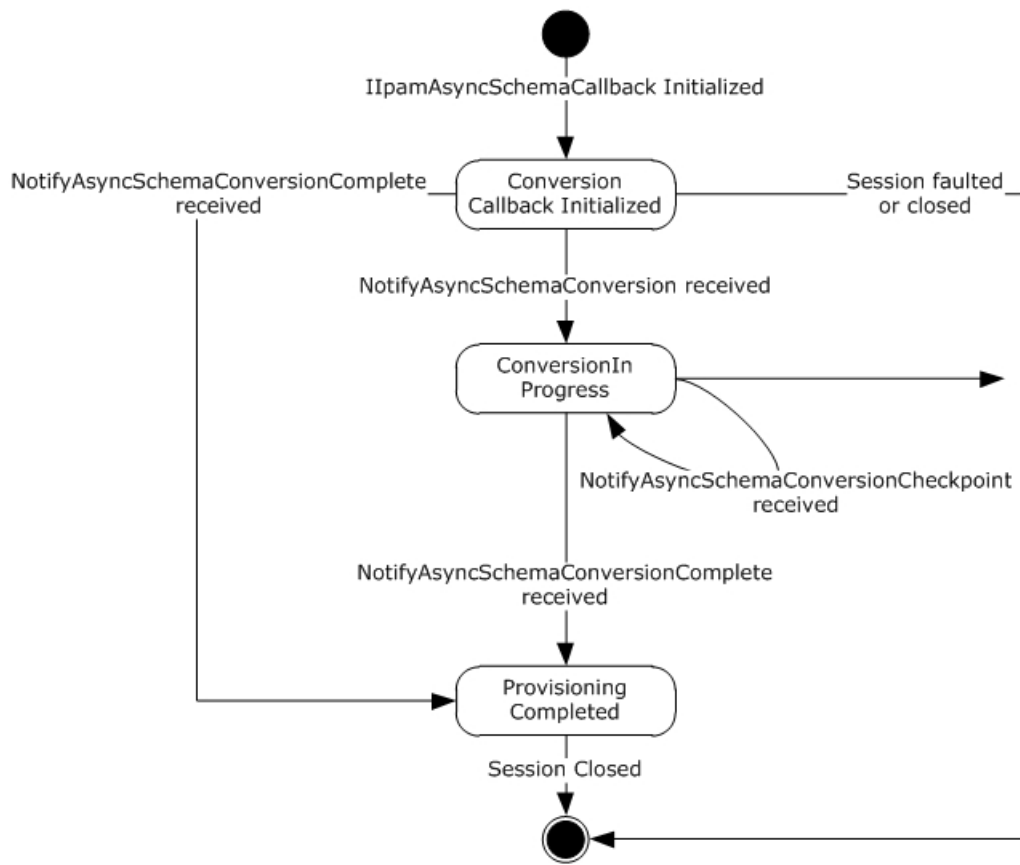 IIpamAsyncSchemaCallback Initialized
NotifyAsyncSchemaConversionComplete
received
Conversion
Callback Initialized
Session faulted
or closed
NotifyAsyncSchemaConversion received
ConversionIn
Progress
NotifyAsyncSchemaConversionCheckpoint
received
NotifyAsyncSchemaConversionComplete
received
Provisioning
Completed
Session Closed